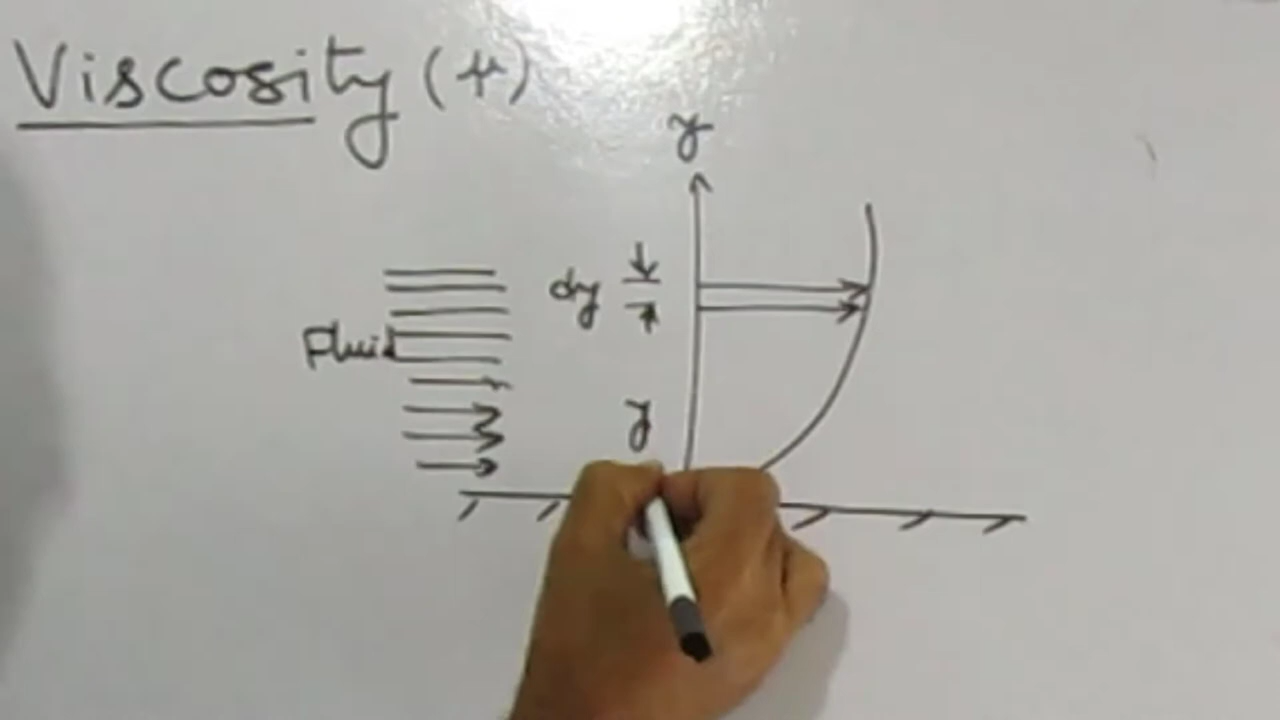 Viscosity (μ)
y
dy
Fluid
y